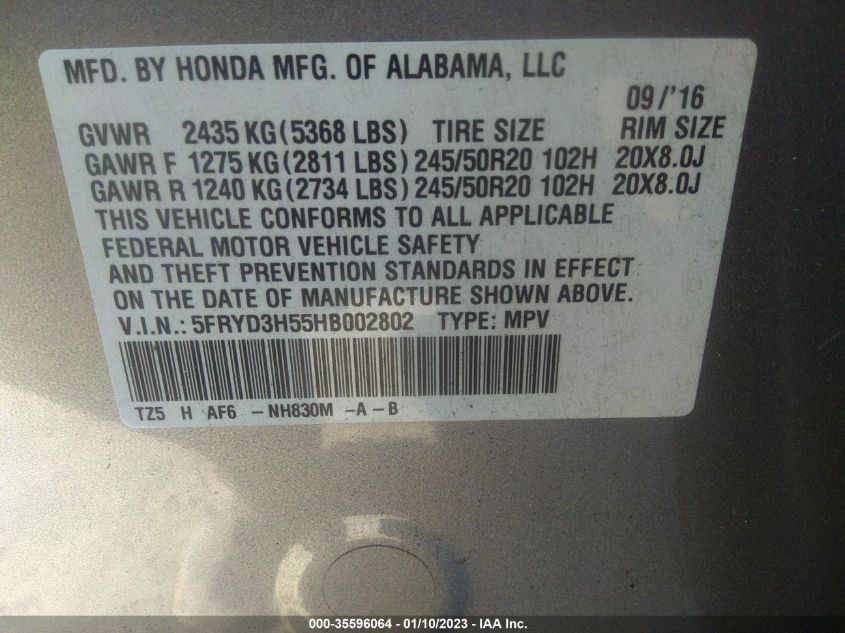 MFD. BY HONDA MFG. OF ALABAMA, LLC
09/'16
GVWR 2435 KG(5368 LBS) TIRE SIZE RIM SIZE
GAWR F 1275 KG(2811 LBS) 245/50R20 102H 20X8.0J
GAWR R 1240 KG(2734 LBS) 245/50R20 102H 20X8.0J
THIS VEHICLE CONFORMS TO ALL APPLICABLE
FEDERAL MOTOR VEHICLE SAFETY
AND THEFT PREVENTION STANDARDS IN EFFECT
ON THE DATE OF MANUFACTURE SHOWN ABOVE.
V.I.N.: 5FRYD3H55HB002802 TYPE: MPV
TZ5 H AF6 -NH830M -A -B
000-35596064 - 01/10/2023 - IAA Inc.